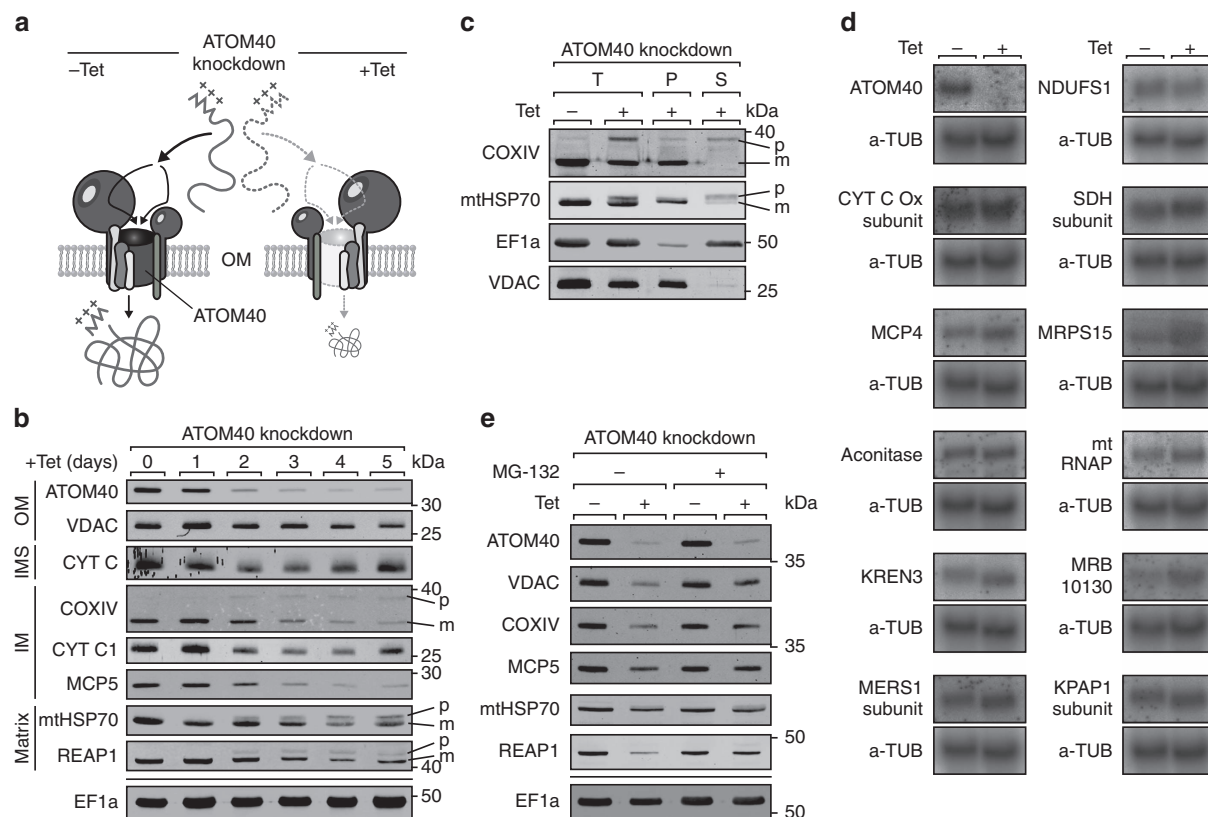 a
ATOM40
knockdown
–Tet
+Tet
OM
ATOM40
b
ATOM40 knockdown
+Tet (days) 0 1 2 3 4 5 kDa
OM
ATOM40
30
VDAC
25
IMS
CYT C
IM
40
COXIV
p
m
CYT C1
25
30
MCP5
Matrix
mtHSP70
p
m
REAP1
p
m
40
EF1a
50
c
ATOM40 knockdown
T P S
Tet – + + + kDa
40
COXIV
p
m
mtHSP70
p
m
EF1a
50
VDAC
25
d
Tet – +
ATOM40
a-TUB
CYT C Ox
subunit
a-TUB
MCP4
a-TUB
Aconitase
a-TUB
KREN3
a-TUB
MERS1
subunit
a-TUB
Tet – +
NDUFS1
a-TUB
SDH
subunit
a-TUB
MRPS15
a-TUB
mt
RNAP
a-TUB
MRB
10130
a-TUB
KPAP1
subunit
a-TUB
e
ATOM40 knockdown
MG-132 – +
Tet – + – + kDa
ATOM40
35
VDAC
COXIV
35
MCP5
mtHSP70
50
REAP1
EF1a
50